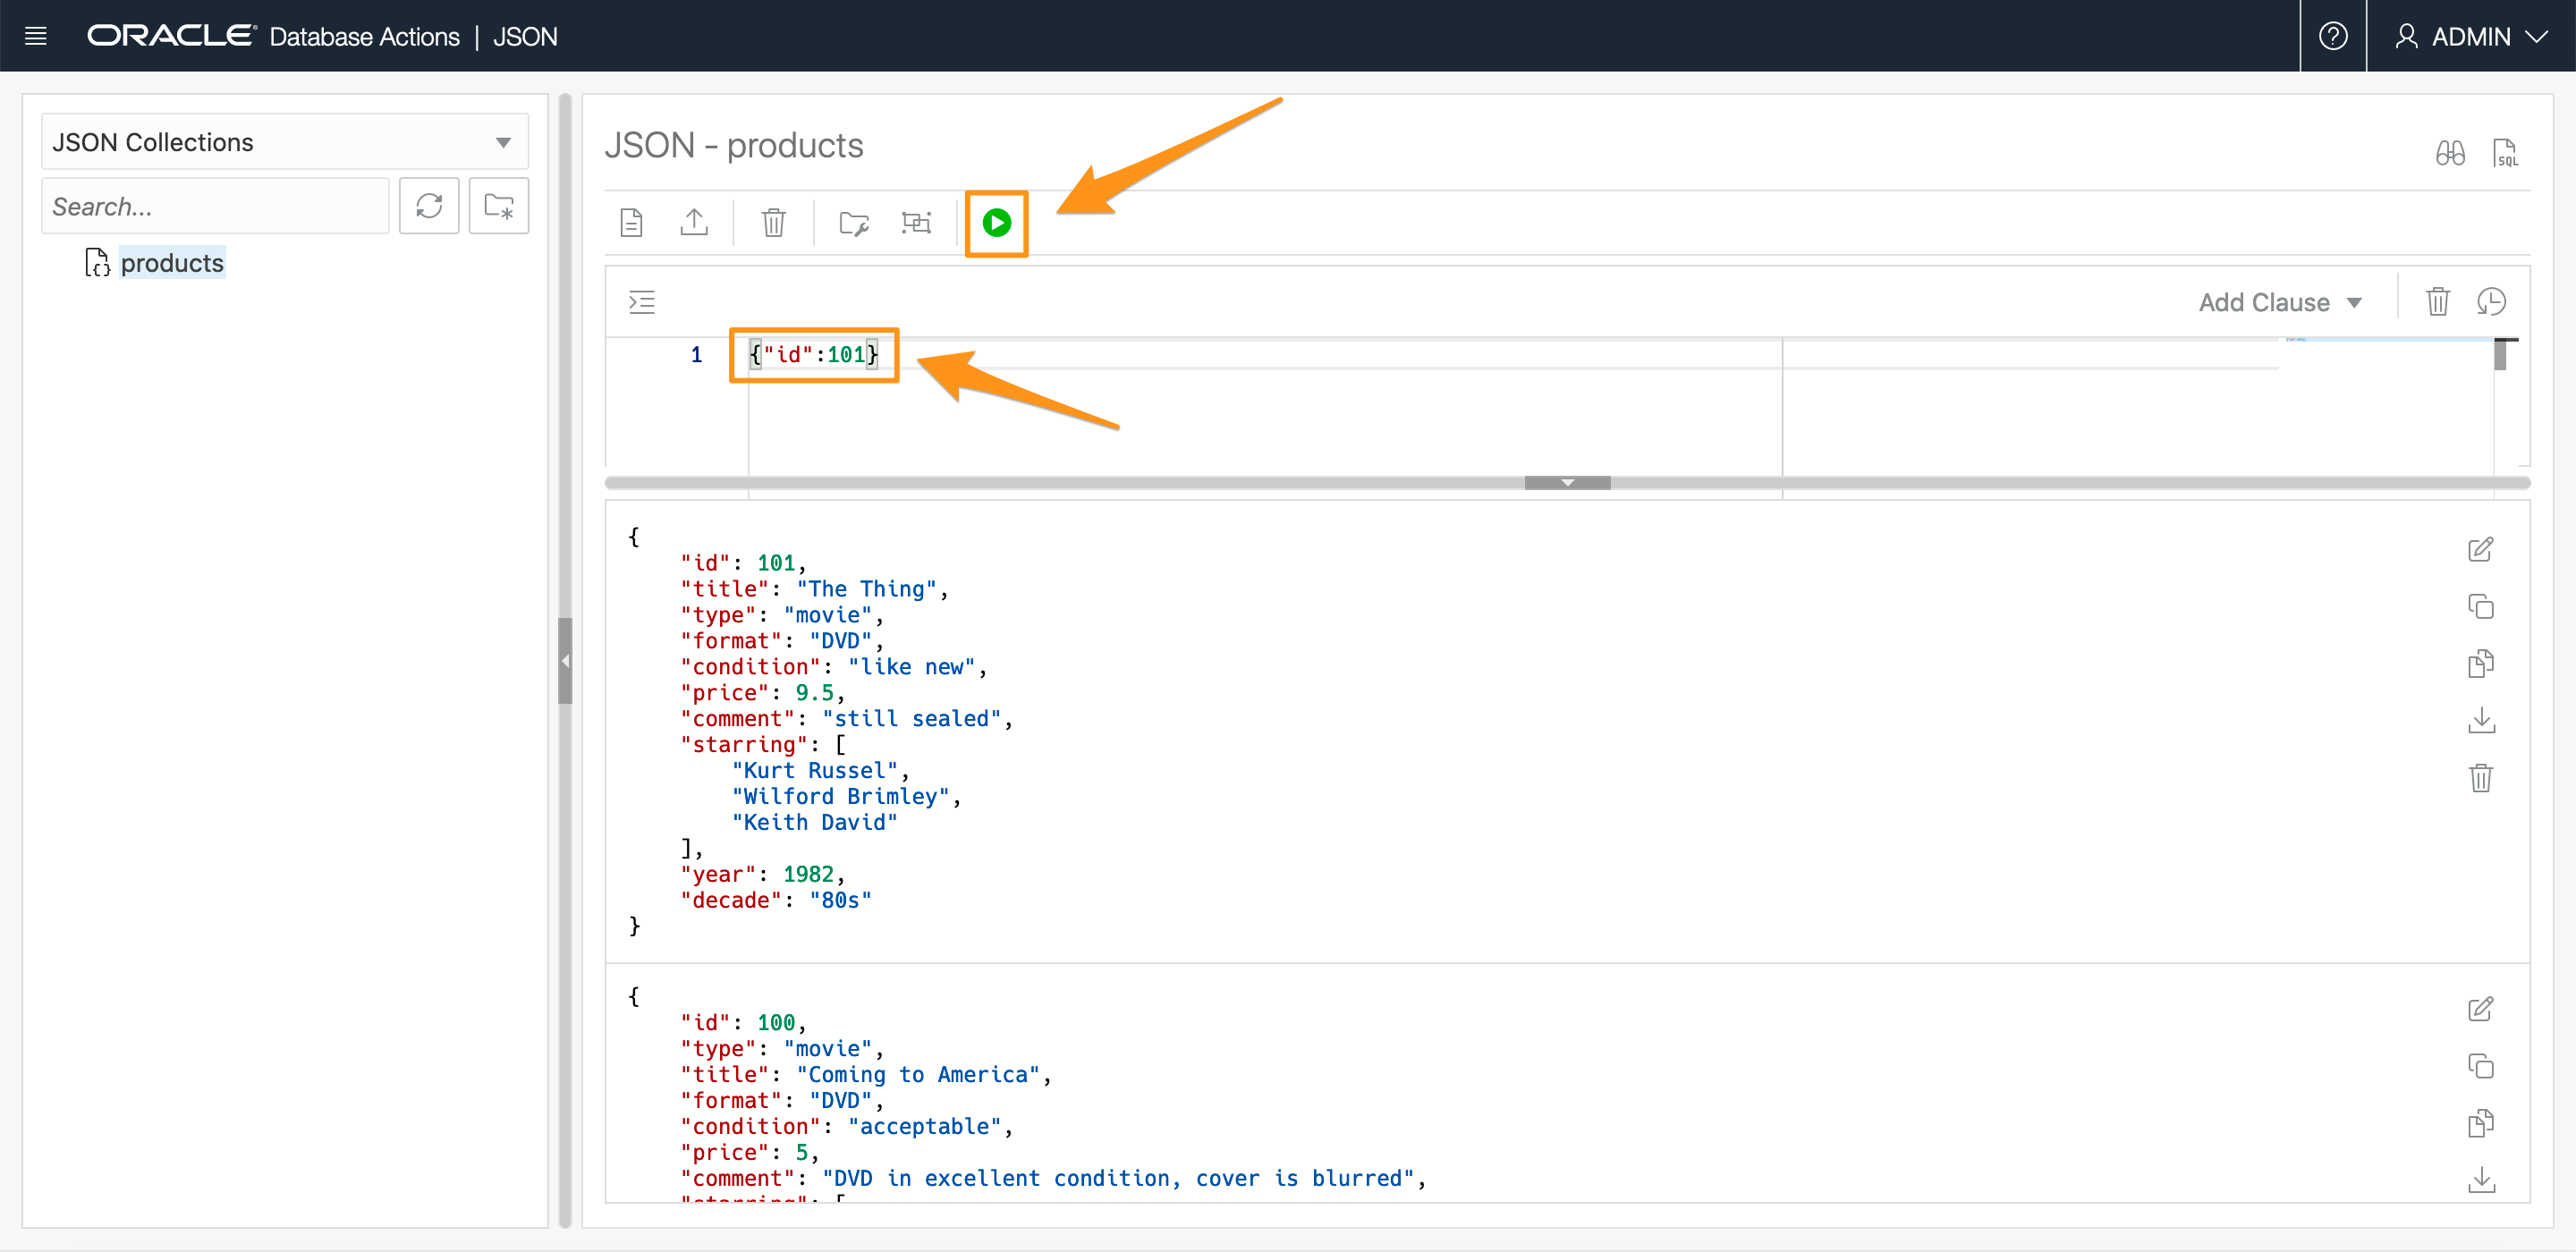 ORACLE Database Actions | JSON
ADMIN
JSON Collections
Search...
products
JSON - products
SQL
Add Clause
1 {"id":101}
{
"id": 101,
"title": "The Thing",
"type": "movie",
"format": "DVD",
"condition": "like new",
"price": 9.5,
"comment": "still sealed",
"starring": [
"Kurt Russel",
"Wilford Brimley",
"Keith David"
],
"year": 1982,
"decade": "80s"
}
{
"id": 100,
"type": "movie",
"title": "Coming to America",
"format": "DVD",
"condition": "acceptable",
"price": 5,
"comment": "DVD in excellent condition, cover is blurred",
"starring": [